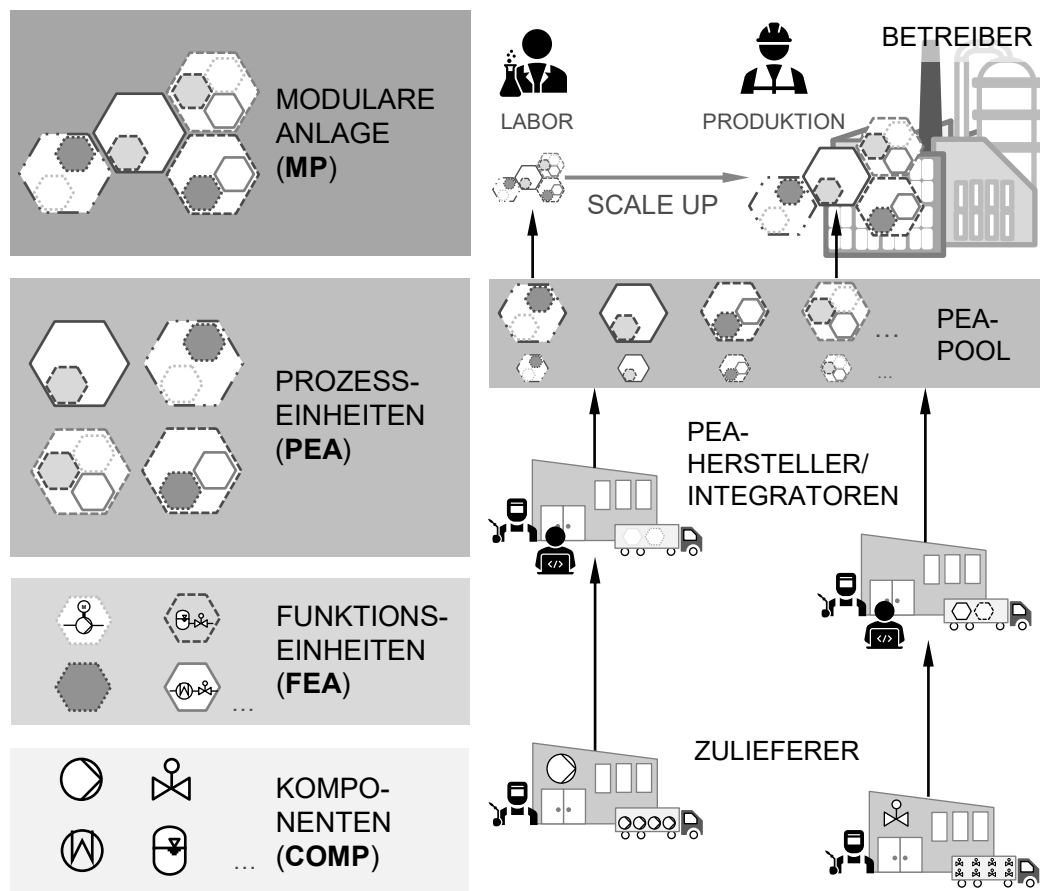 MODULARE
ANLAGE
(MP)
PROZESS-
EINHEITEN
(PEA)
M
FUNKTIONS-
EINHEITEN
(FEA)
...
KOMPO-
NENTEN
(COMP)
...
BETREIBER
LABOR
PRODUKTION
SCALE UP
...
PEA-
POOL
...
PEA-
HERSTELLER/
INTEGRATOREN
</>
</>
ZULIEFERER